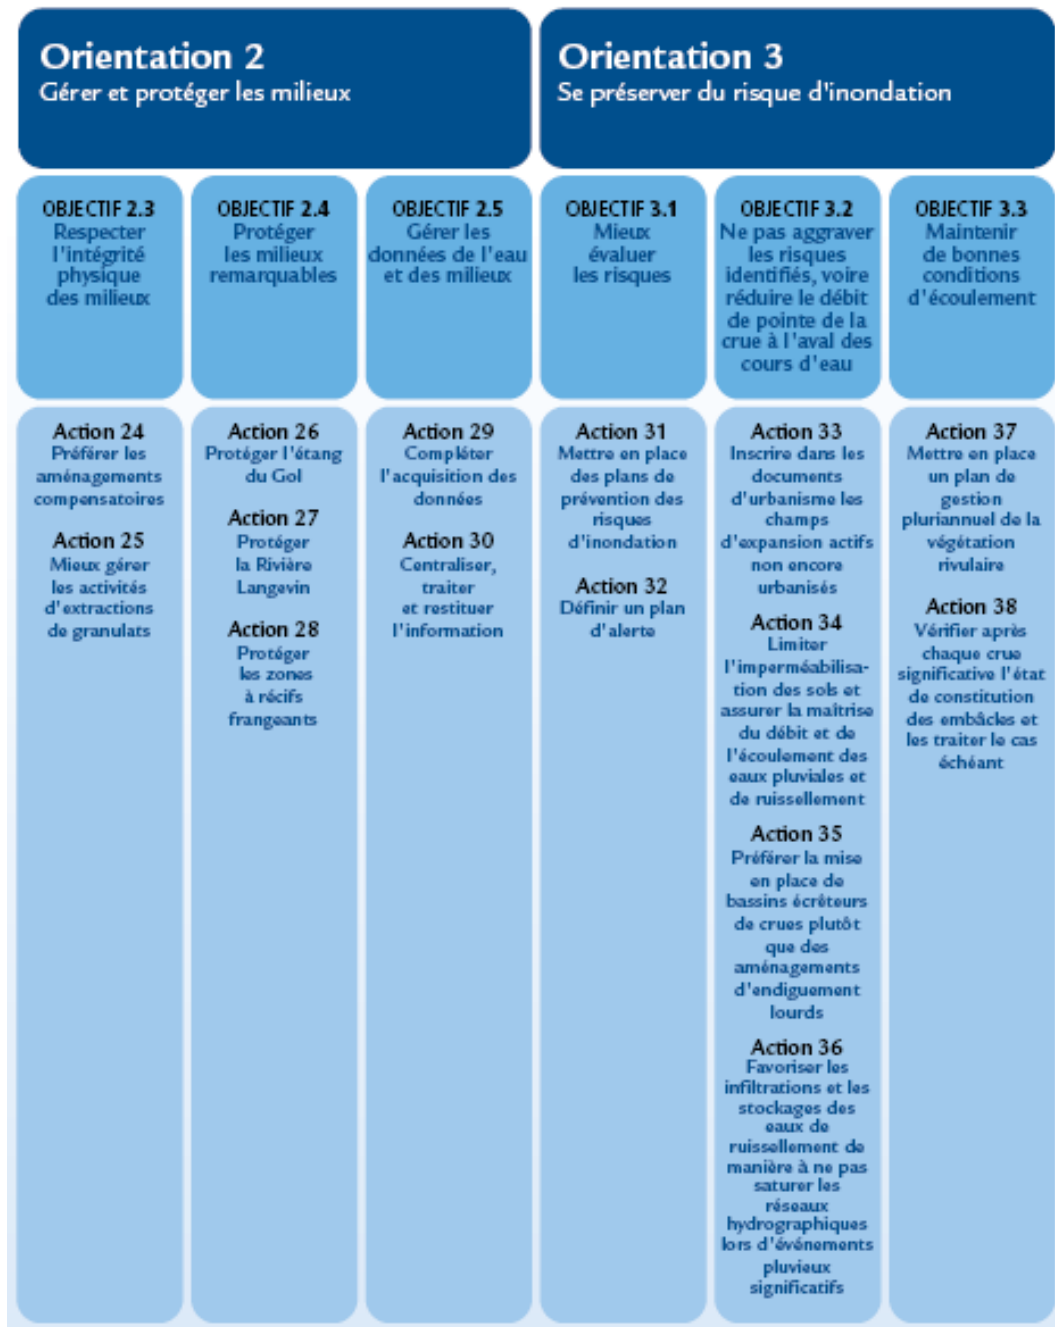 Orientation 2
Gérer et protéger les milieux
Orientation 3
Se préserver du risque d'inondation
OBJECTIF 2.3
Respecter
l'intégrité
physique
des milieux
OBJECTIF 2.4
Protéger
les milieux
remarquables
OBJECTIF 2.5
Gérer les
données de l'eau
et des milieux
OBJECTIF 3.1
Mieux
évaluer
les risques
OBJECTIF 3.2
Ne pas aggraver
les risques
identifiés, voire
réduire le débit
de pointe de la
crue à l'aval des
cours d'eau
OBJECTIF 3.3
Maintenir
de bonnes
conditions
d'écoulement
Action 24
Préférer les
aménagements
compensatoires
Action 25
Mieux gérer
les activités
d'extractions
de granulats
Action 26
Protéger l'étang
du Gol
Action 27
Protéger
la Rivière
Langevin
Action 28
Protéger
les zones
à récifs
frangeants
Action 29
Compléter
l'acquisition des
données
Action 30
Centraliser,
traiter
et restituer
l'information
Action 31
Mettre en place
des plans de
prévention des
risques
d'inondation
Action 32
Définir un plan
d'alerte
Action 33
Inscrire dans les
documents
d'urbanisme les
champs
d'expansion actifs
non encore
urbanisés
Action 34
Limiter
l'imperméabilisa-
tion des sols et
assurer la maîtrise
du débit et de
l'écoulement des
eaux pluviales et
de ruissellement
Action 35
Préférer la mise
en place de
bassins écrêteurs
de crues plutôt
que des
aménagements
d'endiguement
lourds
Action 36
Favoriser les
infiltrations et les
stockages des
eaux de
ruissellement de
manière à ne pas
saturer les
réseaux
hydrographiques
lors d'événements
pluvieux
significatifs
Action 37
Mettre en place
un plan de
gestion
pluriannuel de la
végétation
rivulaire
Action 38
Vérifier après
chaque crue
significative l'état
de constitution
des embâcles et
les traiter le cas
échéant